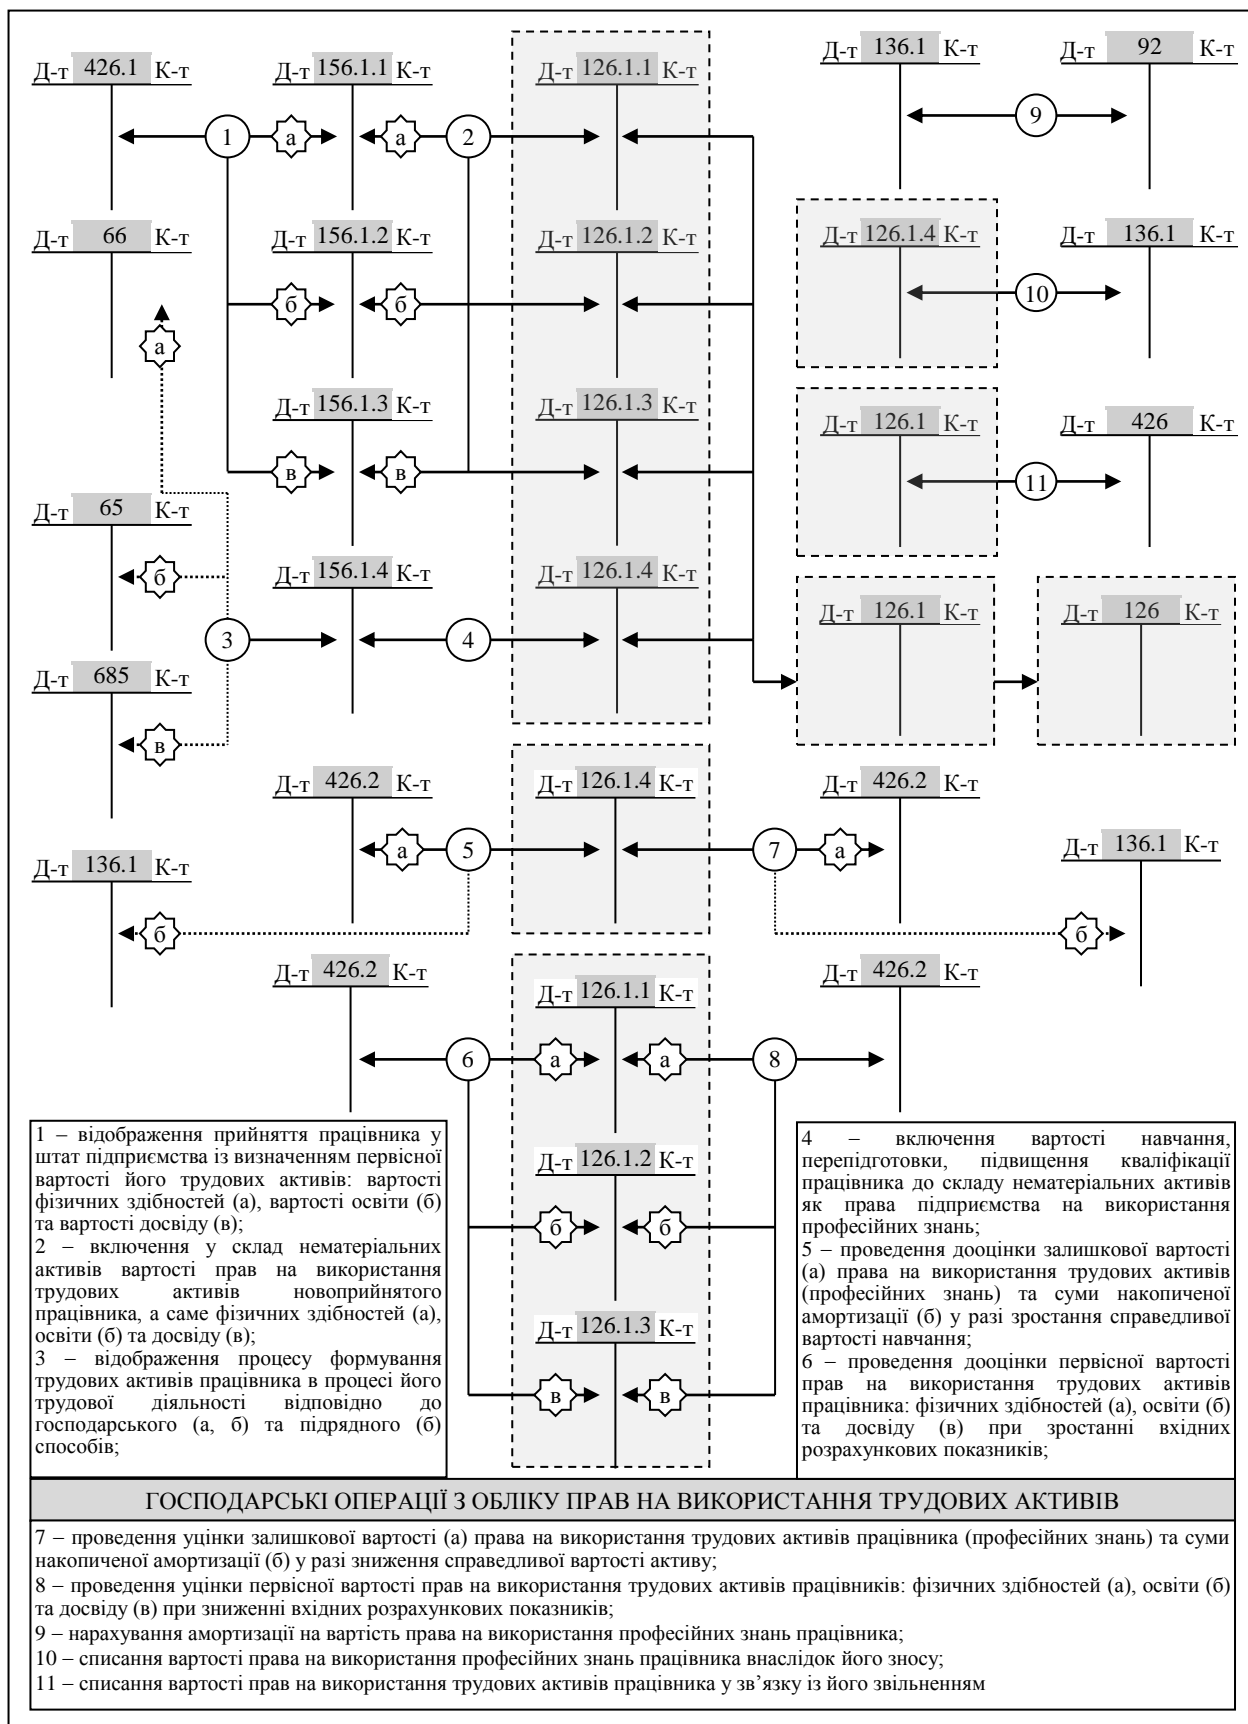 Д-т 426.1 К-т
Д-т 156.1.1 К-т
Д-т 126.1.1 К-т
Д-т 136.1 К-т
Д-т 92 К-т
1
а
а
2
9
Д-т 66 К-т
Д-т 156.1.2 К-т
Д-т 126.1.2 К-т
Д-т 126.1.4 К-т
Д-т 136.1 К-т
б
б
10
а
Д-т 156.1.3 К-т
Д-т 126.1.3 К-т
Д-т 126.1 К-т
Д-т 426 К-т
в
в
11
Д-т 65 К-т
Д-т 156.1.4 К-т
Д-т 126.1.4 К-т
б
Д-т 126.1 К-т
Д-т 126 К-т
3
4
Д-т 685 К-т
в
Д-т 426.2 К-т
Д-т 126.1.4 К-т
Д-т 426.2 К-т
а
5
7
а
Д-т 136.1 К-т
Д-т 136.1 К-т
б
б
Д-т 426.2 К-т
Д-т 126.1.1 К-т
Д-т 426.2 К-т
6
а
а
8
Д-т 126.1.2 К-т
б
б
Д-т 126.1.3 К-т
в
в
1 – відображення прийняття працівника у
штат підприємства із визначенням первісної
вартості його трудових активів: вартості
фізичних здібностей (а), вартості освіти (б)
та вартості досвіду (в);
2 – включення у склад нематеріальних
активів вартості прав на використання
трудових активів новоприйнятого
працівника, а саме фізичних здібностей (а),
освіти (б) та досвіду (в);
3 – відображення процесу формування
трудових активів працівника в процесі його
трудової діяльності відповідно до
господарського (а, б) та підрядного (б)
способів;
4 – включення вартості навчання,
перепідготовки, підвищення кваліфікації
працівника до складу нематеріальних активів
як права підприємства на використання
професійних знань;
5 – проведення дооцінки залишкової вартості
(а) права на використання трудових активів
(професійних знань) та суми накопиченої
амортизації (б) у разі зростання справедливої
вартості навчання;
6 – проведення дооцінки первісної вартості
прав на використання трудових активів
працівника: фізичних здібностей (а), освіти (б)
та досвіду (в) при зростанні вхідних
розрахункових показників;
ГОСПОДАРСЬКІ ОПЕРАЦІЇ З ОБЛІКУ ПРАВ НА ВИКОРИСТАННЯ ТРУДОВИХ АКТИВІВ
7 – проведення уцінки залишкової вартості (а) права на використання трудових активів працівника (професійних знань) та суми
накопиченої амортизації (б) у разі зниження справедливої вартості активу;
8 – проведення уцінки первісної вартості прав на використання трудових активів працівників: фізичних здібностей (а), освіти (б)
та досвіду (в) при зниженні вхідних розрахункових показників;
9 – нарахування амортизації на вартість права на використання професійних знань працівника;
10 – списання вартості права на використання професійних знань працівника внаслідок його зносу;
11 – списання вартості прав на використання трудових активів працівника у зв’язку із його звільненням